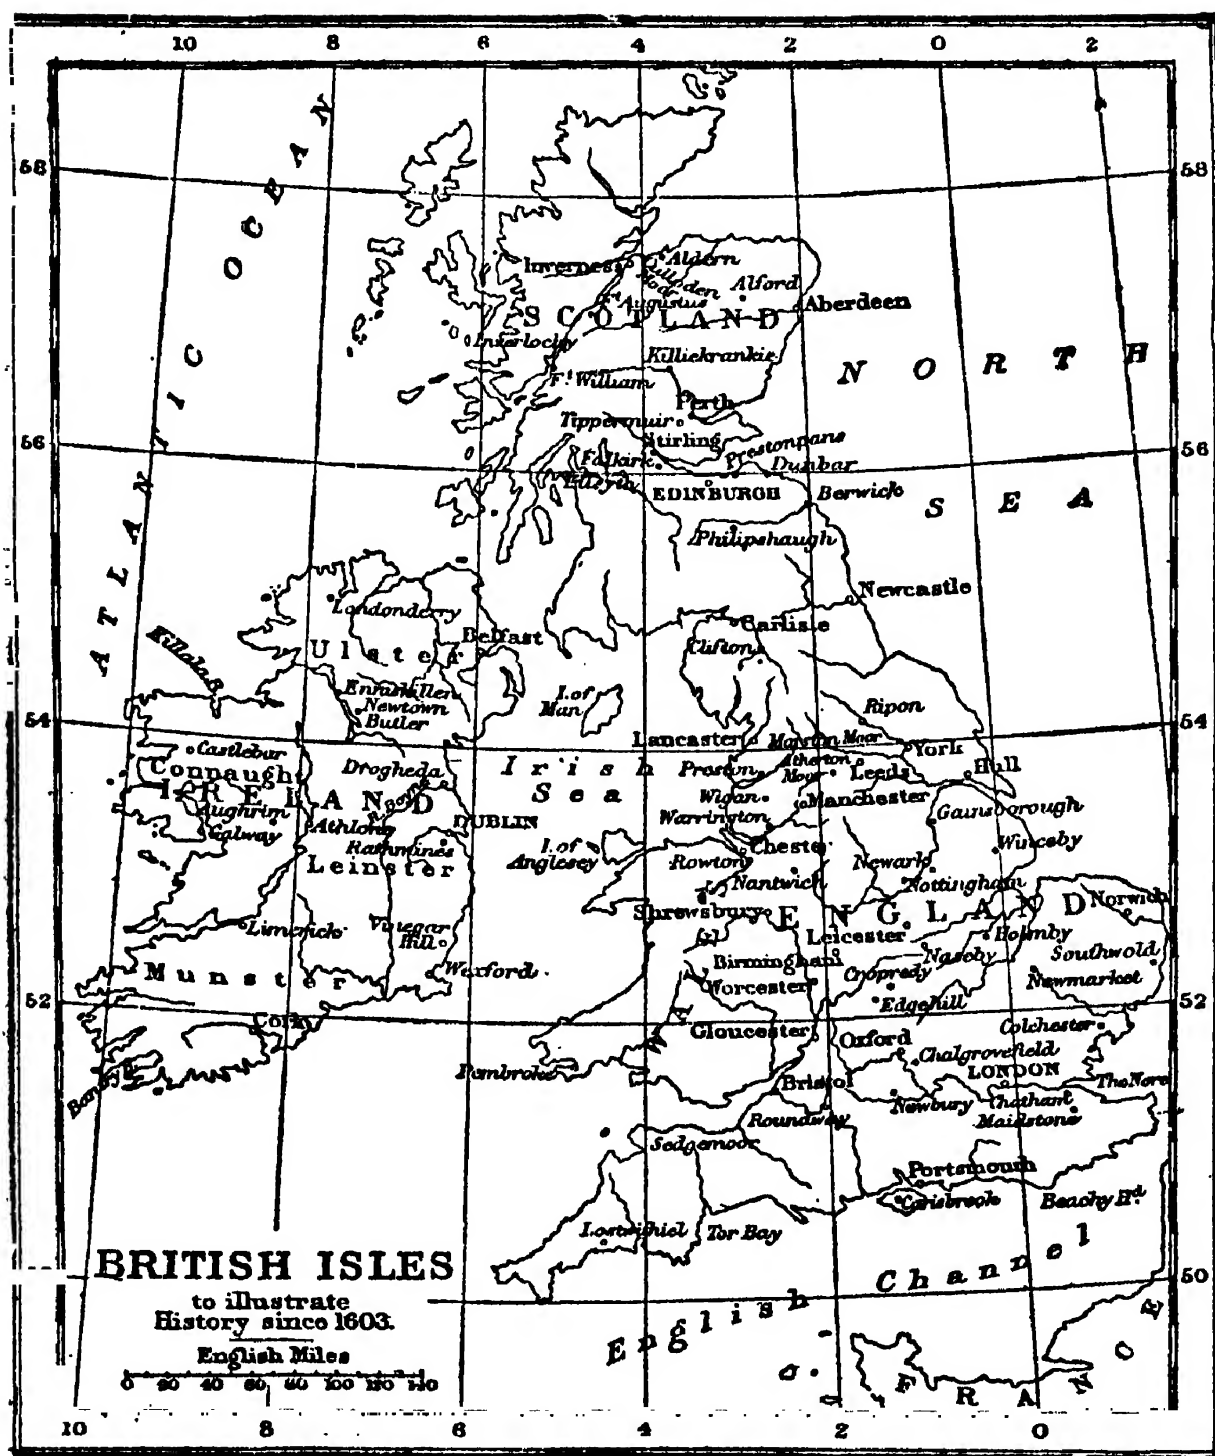 10 8 6 4 2 0 2
58 58
ATLANTIC OCEAN
Inverness
Aldern
Culloden Moor
Alford
Ft Augustus
Aberdeen
SCOTLAND
Inverlochy
Killiekrankie
NORTH
Ft William
Perth
Tippermuir
Stirling
Prestonpans
56 56
Falkirk
Dunbar
EDINBURGH
Berwick
SEA
Philipshaugh
Newcastle
Londonderry
Carlisle
Belfast
Clifton
Ulster
Killala B.
Enniskillen
I. of
Man
Newtown
Butler
Ripon
54 54
Lancaster
Marston Moor
York
Castlebar
Connaught
Drogheda
Irish
Sea
Preston
Atherton
Moor
Leeds
Hull
IRELAND
R. Boyne
Wigan
Manchester
Gainsborough
Aughrim
Galway
Athlone
DUBLIN
Warrington
Rathmines
I. of
Anglesey
Chester
Winceby
Leinster
Rowton
Newark
Nantwich
Nottingham
Shrewsbury
ENGLAND
Norwich
Limerick
Vinegar
Hill
Leicester
Holmby
Birmingham
Naseby
Southwold
Munster
Wexford
Cropredy
Newmarket
Worcester
Edgehill
52 52
Cork
Gloucester
Oxford
Colchester
Chalgrovefield
Pembroke
LONDON
Bristol
The Nore
Newbury
Chatham
Roundway
Maidstone
Sedgemoor
Portsmouth
Carisbrook
Beachy Hd.
Lostwithiel
Tor Bay
BRITISH ISLES
to illustrate
History since 1603.
English Miles
0 20 40 60 80 100 120 140
English Channel
50
FRANCE
10 8 6 4 2 0